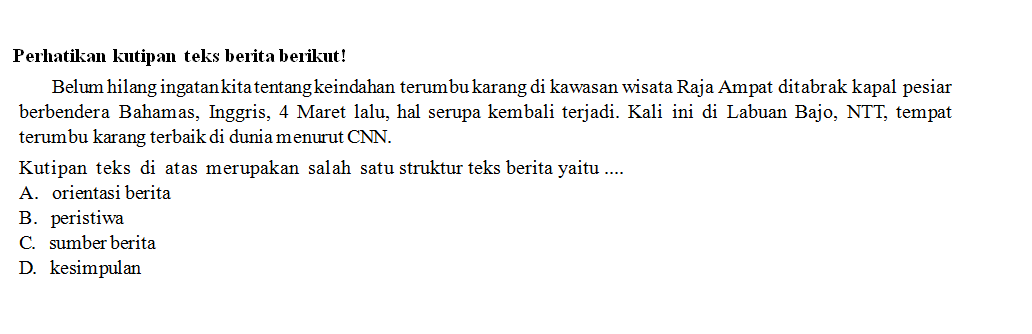 Perhatikan kutipan teks berita berikut!
Belum hilang ingatan kita tentang keindahan terumbu karang di kawasan wisata Raja Ampat ditabrak kapal pesiar
berbendera Bahamas, Inggris, 4 Maret lalu, hal serupa kembali terjadi. Kali ini di Labuan Bajo, NTT, tempat
terumbu karang terbaik di dunia menurut CNN.
Kutipan teks di atas merupakan salah satu struktur teks berita yaitu ....
A. orientasi berita
B. peristiwa
C. sumber berita
D. kesimpulan